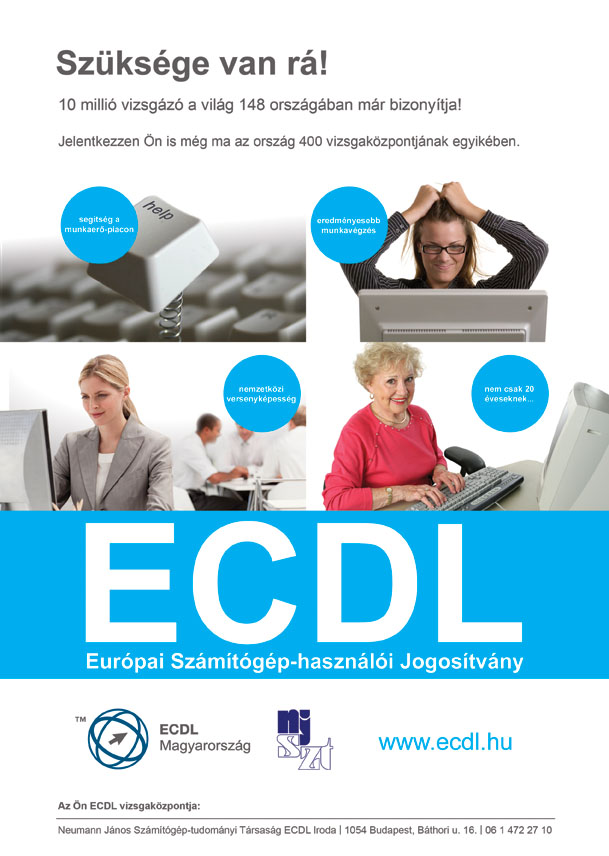 Szüksége van rá!
10 millió vizsgázó a világ 148 országában már bizonyítja!
Jelentkezzen Ön is még ma az ország 400 vizsgaközpontjának egyikében.
segítség a
munkaerő-piacon
help
eredményesebb
munkavégzés
nemzetközi
versenyképesség
nem csak 20
éveseknek...
ECDL
Európai Számítógép-használói Jogosítvány
TM
ECDL
Magyarország
njszt
www.ecdl.hu
Az Ön ECDL vizsgaközpontja:
Neumann János Számítógép-tudományi Társaság ECDL Iroda | 1054 Budapest, Báthori u. 16. | 06 1 472 27 10